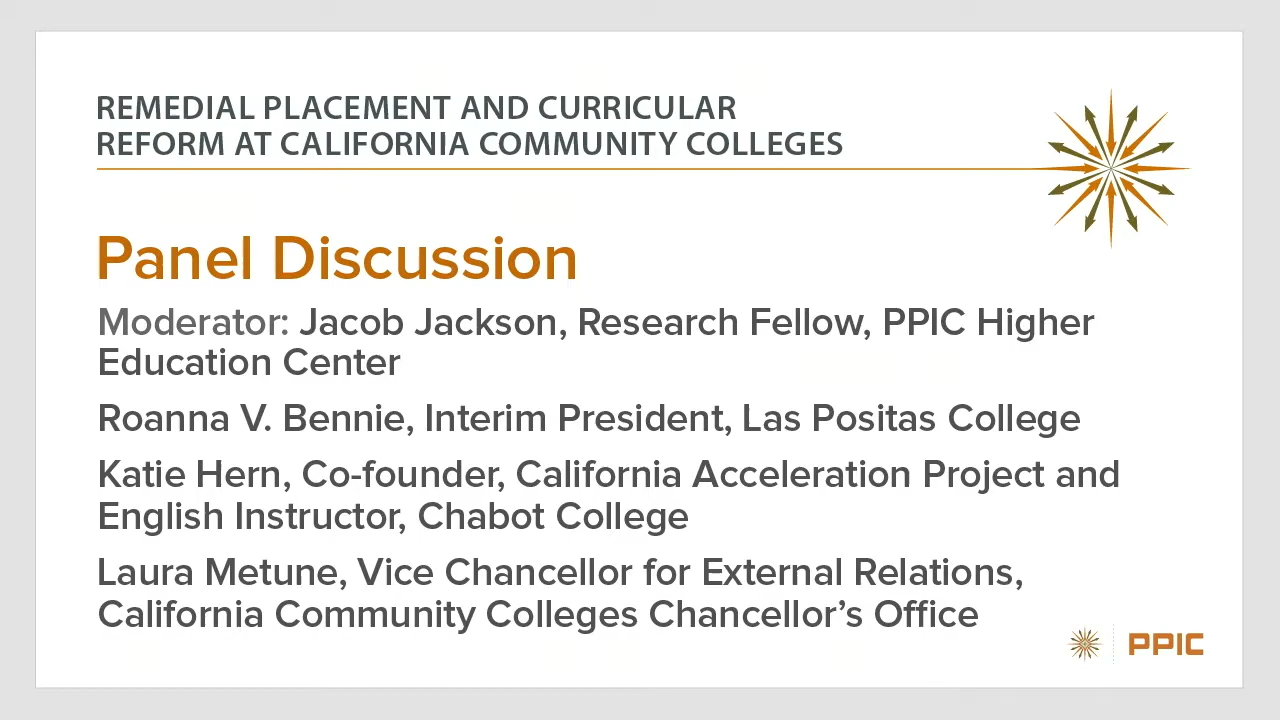 REMEDIAL PLACEMENT AND CURRICULAR
REFORM AT CALIFORNIA COMMUNITY COLLEGES
Panel Discussion
Moderator: Jacob Jackson, Research Fellow, PPIC Higher
Education Center
Roanna V. Bennie, Interim President, Las Positas College
Katie Hern, Co-founder, California Acceleration Project and
English Instructor, Chabot College
Laura Metune, Vice Chancellor for External Relations,
California Community Colleges Chancellor’s Office
PPIC